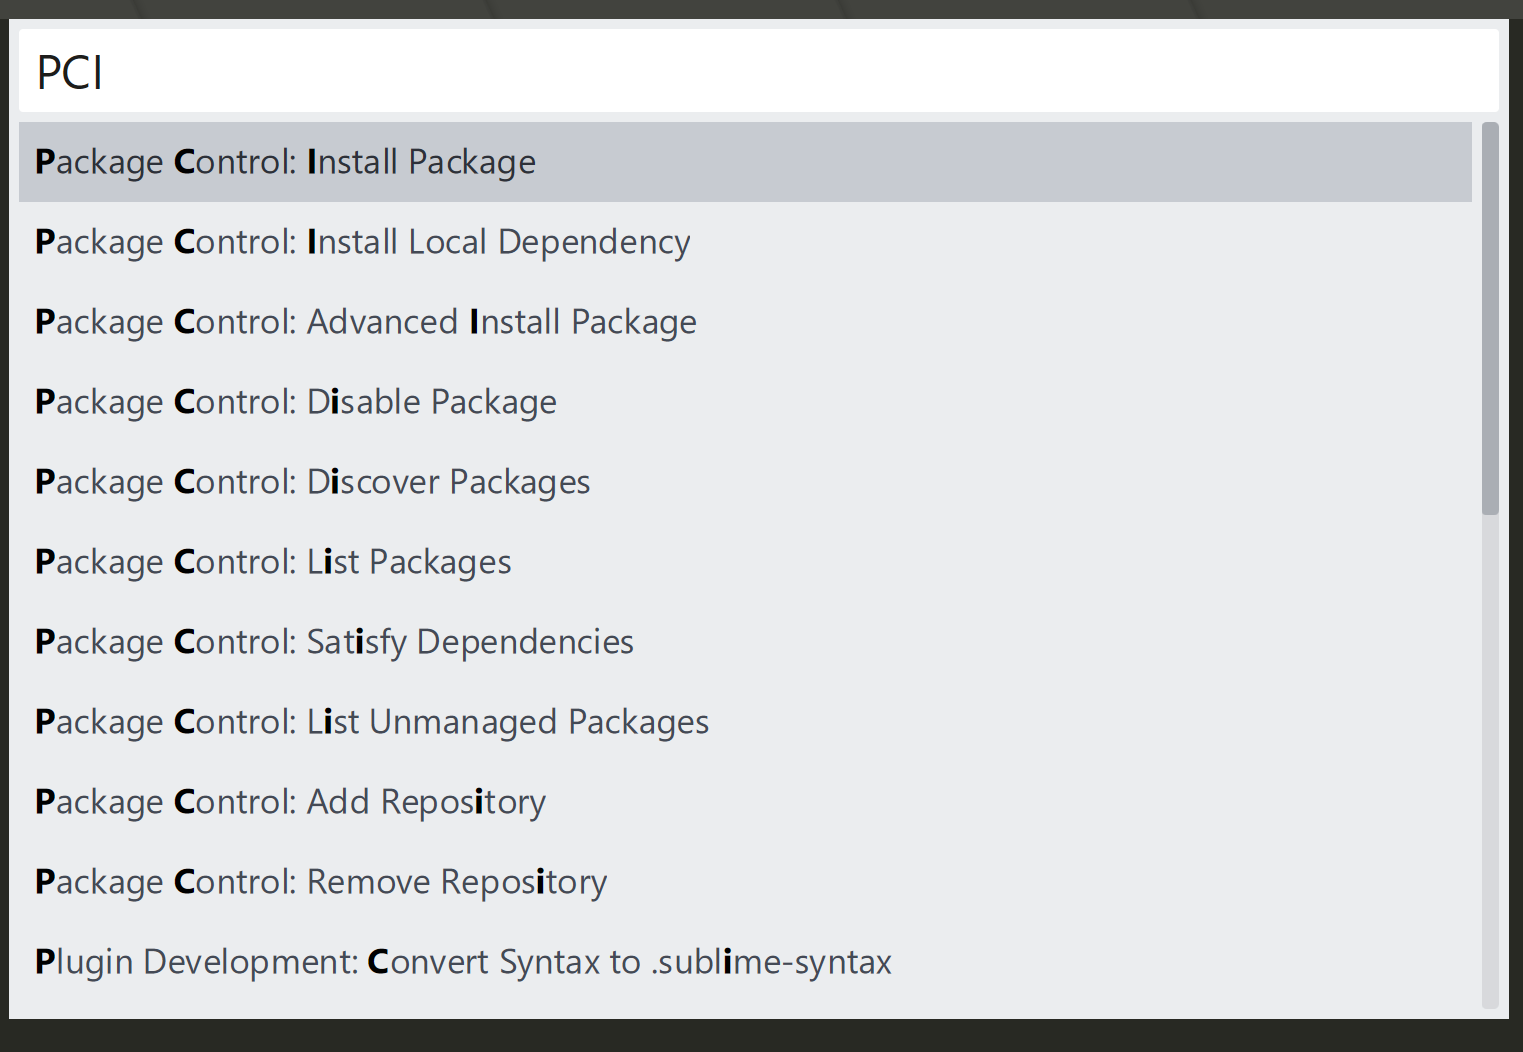 PCI
Package Control: Install Package
Package Control: Install Local Dependency
Package Control: Advanced Install Package
Package Control: Disable Package
Package Control: Discover Packages
Package Control: List Packages
Package Control: Satisfy Dependencies
Package Control: List Unmanaged Packages
Package Control: Add Repository
Package Control: Remove Repository
Plugin Development: Convert Syntax to .sublime-syntax